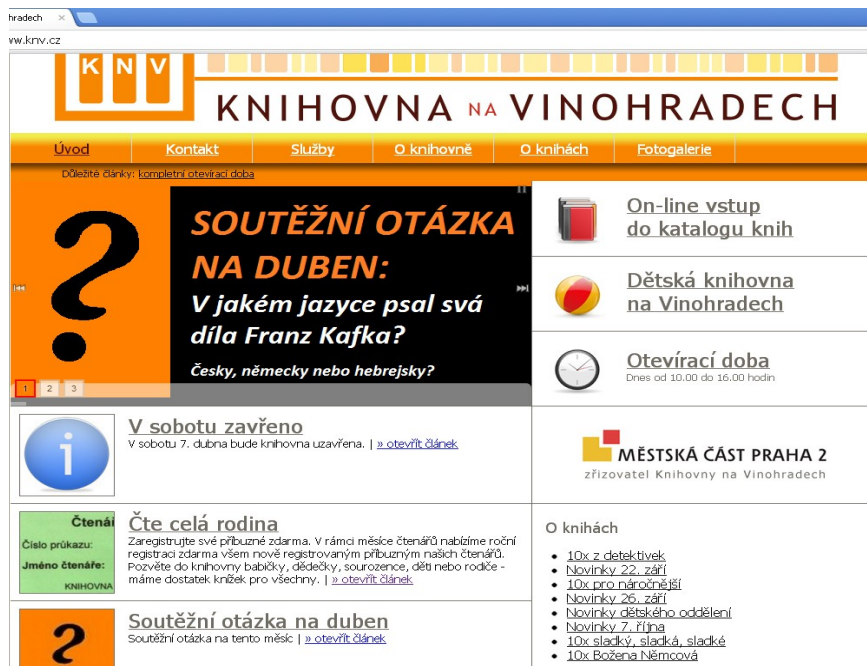 hradech
ww.knv.cz
KNV
KNIHOVNA NA VINOHRADECH
Úvod Kontakt Služby O knihovně O knihách Fotogalerie
Důležité články: kompletní otevírací doba
SOUTĚŽNÍ OTÁZKA
NA DUBEN:
V jakém jazyce psal svá
díla Franz Kafka?
Česky, německy nebo hebrejsky?
1 2 3
On-line vstup
do katalogu knih
Dětská knihovna
na Vinohradech
Otevírací doba
Dnes od 10.00 do 16.00 hodin
V sobotu zavřeno
V sobotu 7. dubna bude knihovna uzavřena. | » otevřít článek
MĚSTSKÁ ČÁST PRAHA 2
zřizovatel Knihovny na Vinohradech
Čtenář
Číslo průkazu:
Jméno čtenáře:
KNIHOVNA
Čte celá rodina
Zaregistrujte své příbuzné zdarma. V rámci měsíce čtenářů nabízíme roční
registraci zdarma všem nově registrovaným příbuzným našich čtenářů.
Pozvěte do knihovny babičky, dědečky, sourozence, děti nebo rodiče -
máme dostatek knížek pro všechny. | » otevřít článek
Soutěžní otázka na duben
Soutěžní otázka na tento měsíc | » otevřít článek
O knihách
10x z detektivek
Novinky 22. září
10x pro náročnější
Novinky 26. září
Novinky dětského oddělení
Novinky 7. října
10x sladký, sladká, sladké
10x Božena Němcová